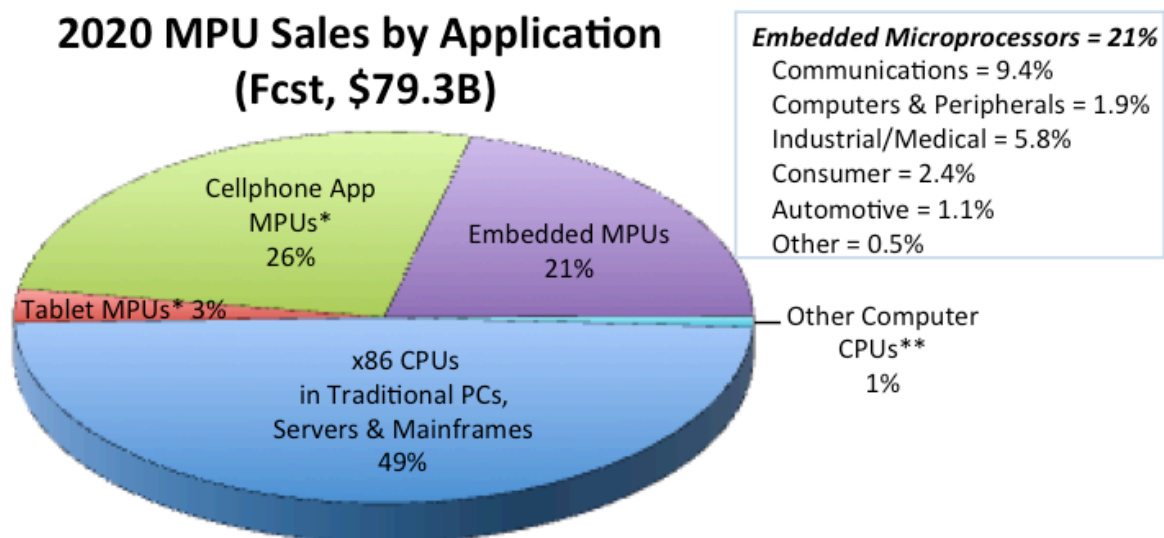 2020 MPU Sales by Application
(Fcst, $79.3B)
Embedded Microprocessors = 21%
Communications = 9.4%
Computers & Peripherals = 1.9%
Industrial/Medical = 5.8%
Consumer = 2.4%
Automotive = 1.1%
Other = 0.5%
Cellphone App
MPUs*
26%
Embedded MPUs
21%
Tablet MPUs* 3%
Other Computer
CPUs**
1%
x86 CPUs
in Traditional PCs,
Servers & Mainframes
49%